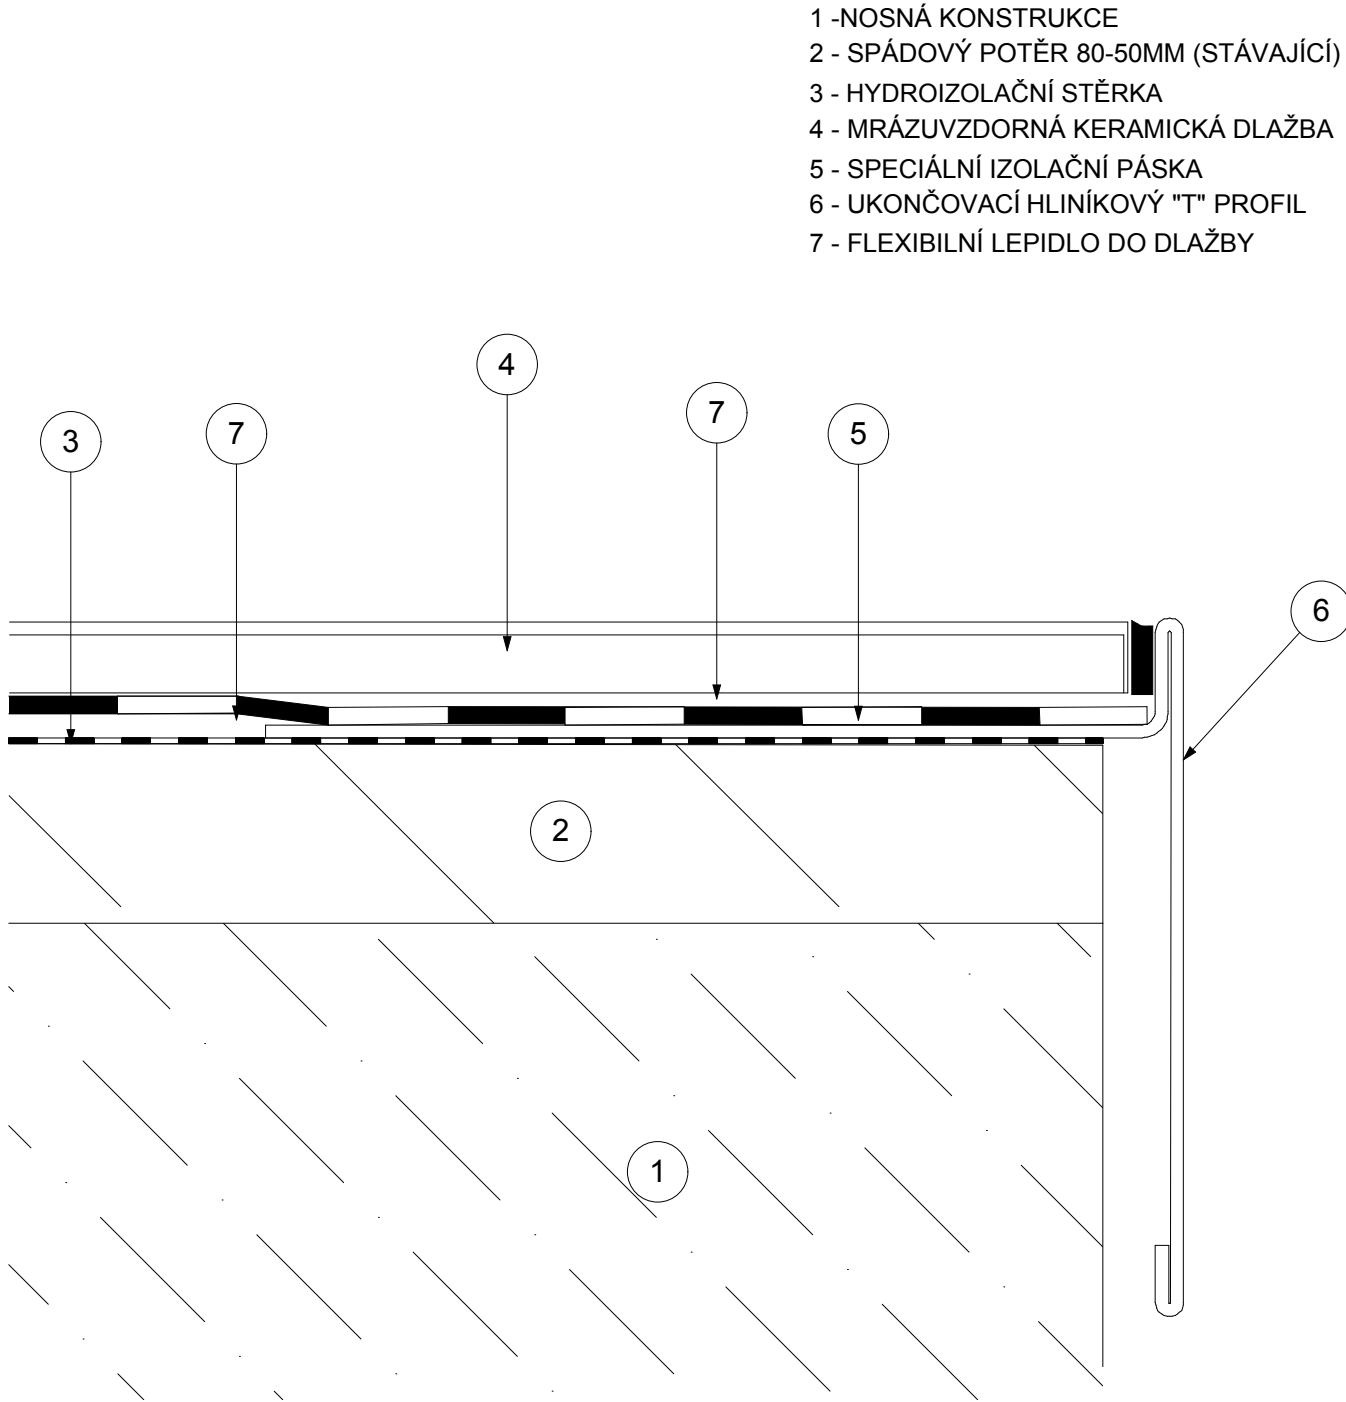 1 -NOSNÁ KONSTRUKCE
2 - SPÁDOVÝ POTĚR 80-50MM (STÁVAJÍCÍ)
3 - HYDROIZOLAČNÍ STĚRKA
4 - MRÁZUVZDORNÁ KERAMICKÁ DLAŽBA
5 - SPECIÁLNÍ IZOLAČNÍ PÁSKA
6 - UKONČOVACÍ HLINÍKOVÝ "T" PROFIL
7 - FLEXIBILNÍ LEPIDLO DO DLAŽBY
4
7
3
7
5
6
2
1